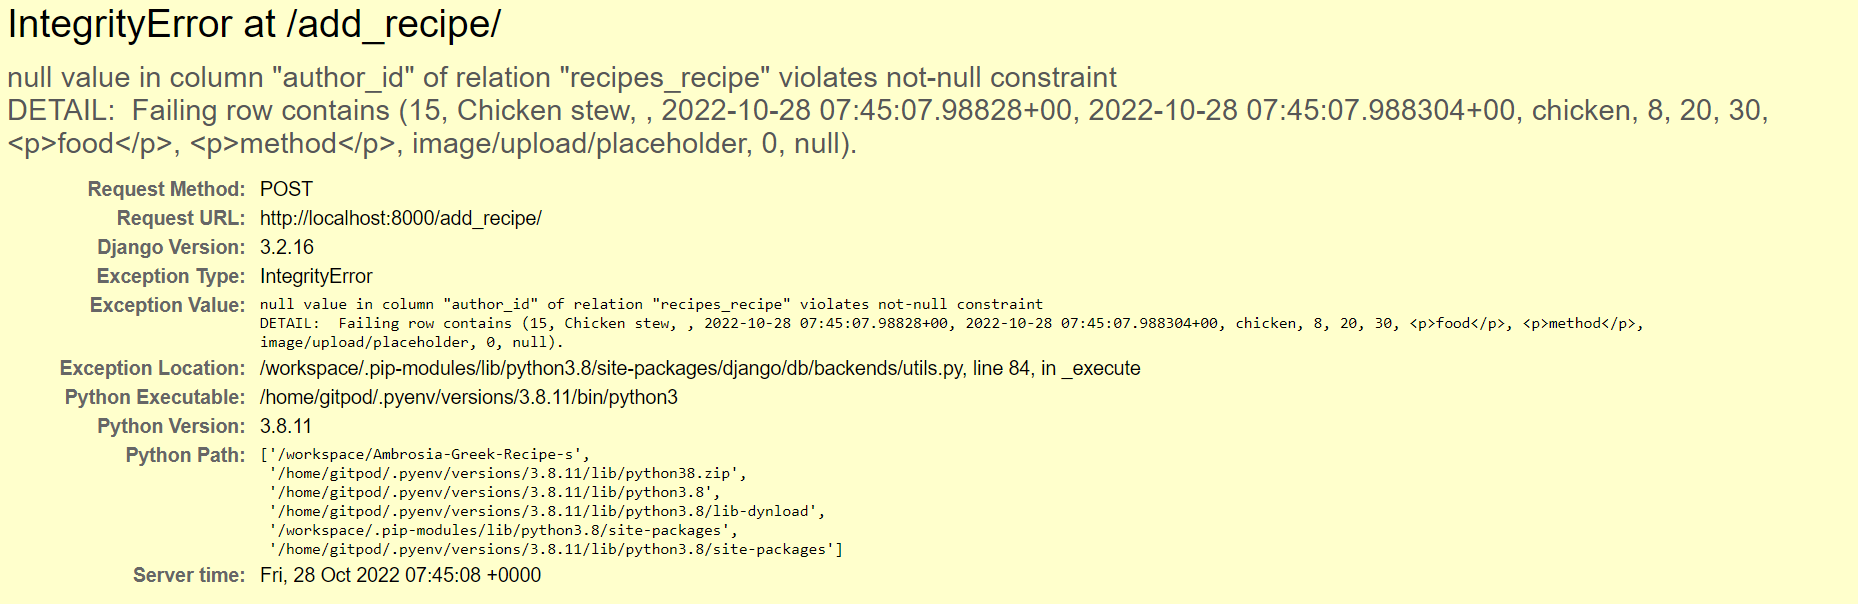 IntegrityError at /add_recipe/
null value in column "author_id" of relation "recipes_recipe" violates not-null constraint
DETAIL:  Failing row contains (15, Chicken stew, , 2022-10-28 07:45:07.98828+00, 2022-10-28 07:45:07.988304+00, chicken, 8, 20, 30,
<p>food</p>, <p>method</p>, image/upload/placeholder, 0, null).
Request Method: POST
Request URL: http://localhost:8000/add_recipe/
Django Version: 3.2.16
Exception Type: IntegrityError
Exception Value: null value in column "author_id" of relation "recipes_recipe" violates not-null constraint
DETAIL:  Failing row contains (15, Chicken stew, , 2022-10-28 07:45:07.98828+00, 2022-10-28 07:45:07.988304+00, chicken, 8, 20, 30, <p>food</p>, <p>method</p>,
image/upload/placeholder, 0, null).
Exception Location: /workspace/.pip-modules/lib/python3.8/site-packages/django/db/backends/utils.py, line 84, in _execute
Python Executable: /home/gitpod/.pyenv/versions/3.8.11/bin/python3
Python Version: 3.8.11
Python Path: ['/workspace/Ambrosia-Greek-Recipe-s',
'/home/gitpod/.pyenv/versions/3.8.11/lib/python38.zip',
'/home/gitpod/.pyenv/versions/3.8.11/lib/python3.8',
'/home/gitpod/.pyenv/versions/3.8.11/lib/python3.8/lib-dynload',
'/workspace/.pip-modules/lib/python3.8/site-packages',
'/home/gitpod/.pyenv/versions/3.8.11/lib/python3.8/site-packages']
Server time: Fri, 28 Oct 2022 07:45:08 +0000